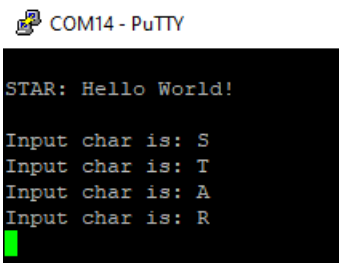 COM14 - PuTTY
STAR: Hello World!
Input char is: S
Input char is: T
Input char is: A
Input char is: R